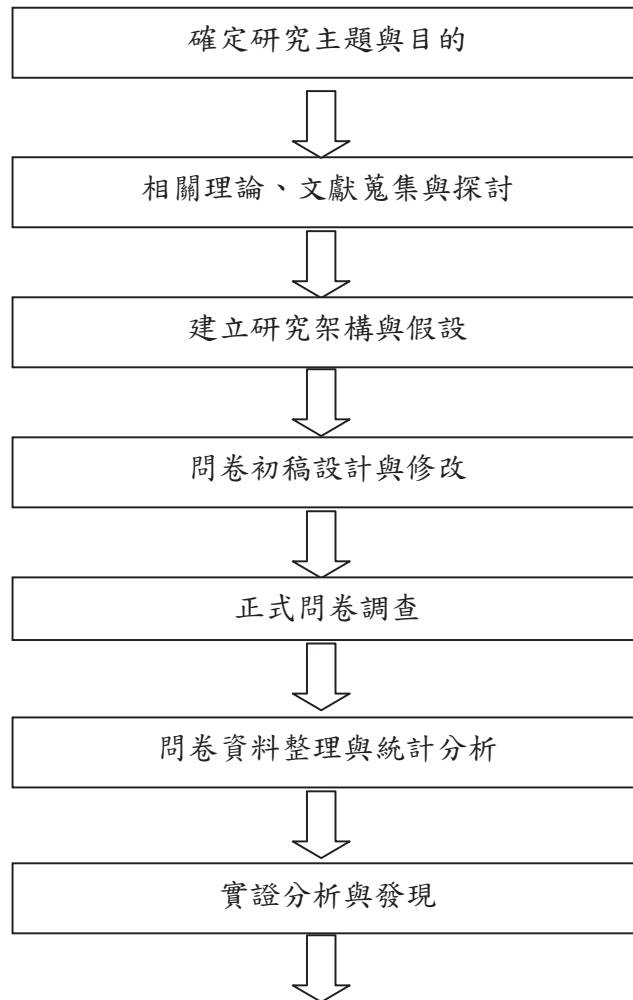 確定研究主題與目的
相關理論、文獻蒐集與探討
建立研究架構與假設
問卷初稿設計與修改
正式問卷調查
問卷資料整理與統計分析
實證分析與發現